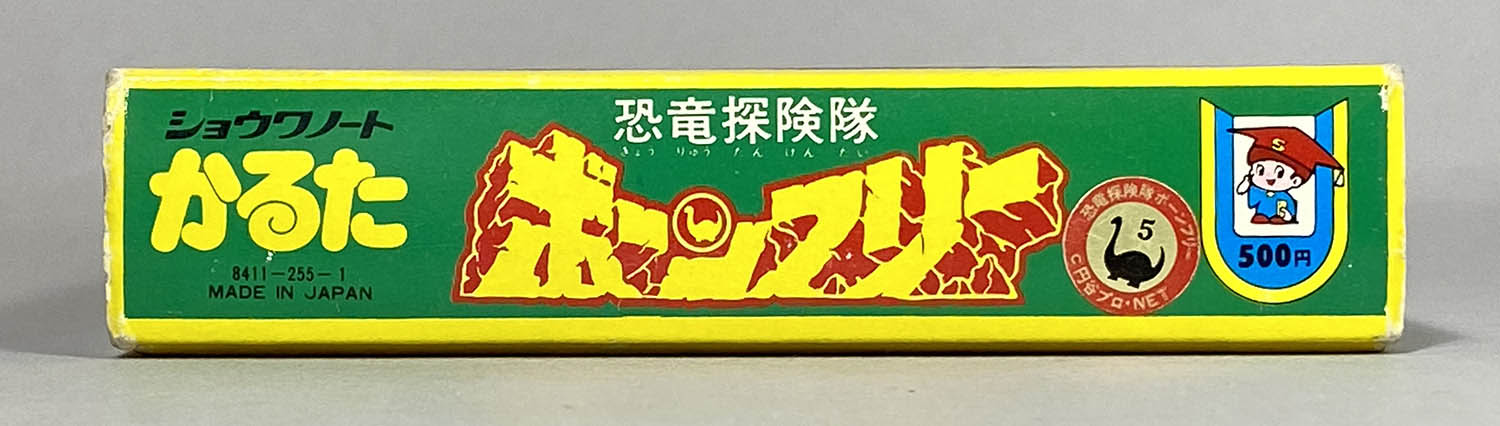 ショウワノート
かるた
8411-255-1
MADE IN JAPAN
恐竜探険隊
きょう りゅう たん けん たい
ボーンフリー
恐竜探険隊ボーンフリー
5
C円谷プロ・NET
S
500円